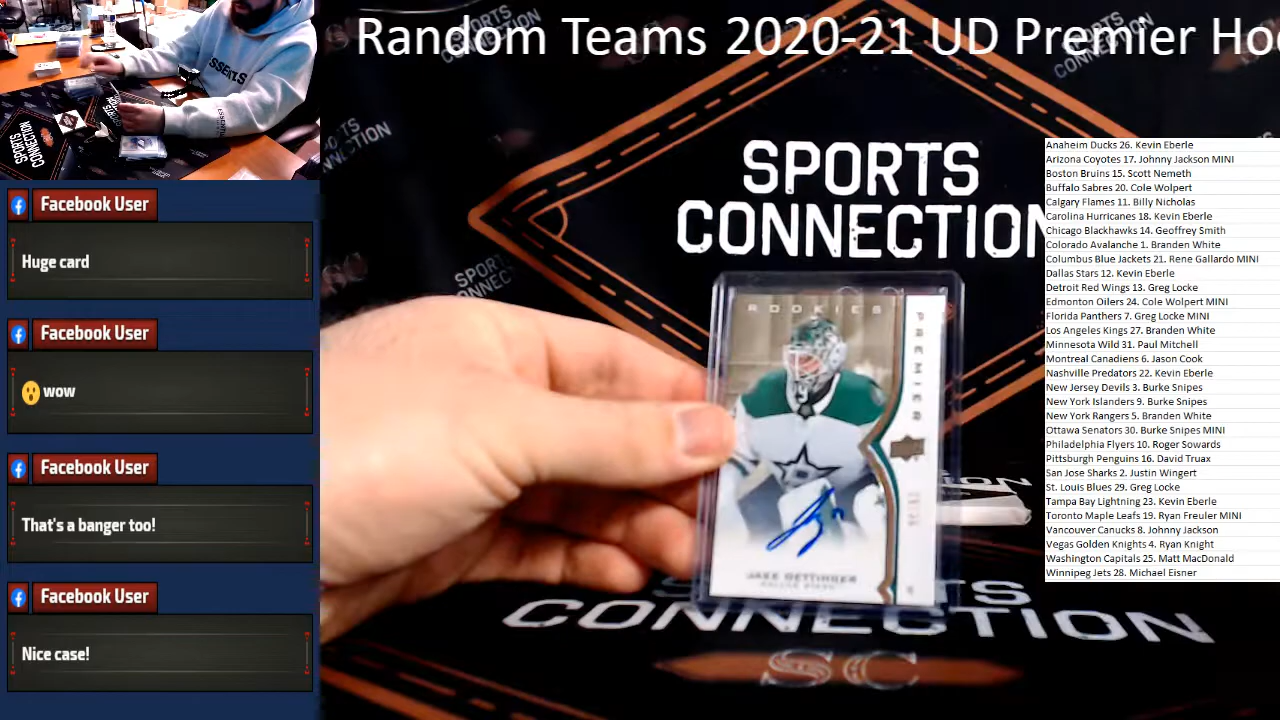 Random Teams 2020-21 UD Premier Ho
SSENTLS
SPORTS
CONNECTION
Facebook User
Huge card
Facebook User
😮 wow
Facebook User
That's a banger too!
Facebook User
Nice case!
SPORTS
CONNECTION
ROOKIES
PREMIER
JAKE OETTINGER
DALLAS STARS
CONNECTION
SC
Anaheim Ducks 26. Kevin Eberle
Arizona Coyotes 17. Johnny Jackson MINI
Boston Bruins 15. Scott Nemeth
Buffalo Sabres 20. Cole Wolpert
Calgary Flames 11. Billy Nicholas
Carolina Hurricanes 18. Kevin Eberle
Chicago Blackhawks 14. Geoffrey Smith
Colorado Avalanche 1. Branden White
Columbus Blue Jackets 21. Rene Gallardo MINI
Dallas Stars 12. Kevin Eberle
Detroit Red Wings 13. Greg Locke
Edmonton Oilers 24. Cole Wolpert MINI
Florida Panthers 7. Greg Locke MINI
Los Angeles Kings 27. Branden White
Minnesota Wild 31. Paul Mitchell
Montreal Canadiens 6. Jason Cook
Nashville Predators 22. Kevin Eberle
New Jersey Devils 3. Burke Snipes
New York Islanders 9. Burke Snipes
New York Rangers 5. Branden White
Ottawa Senators 30. Burke Snipes MINI
Philadelphia Flyers 10. Roger Sowards
Pittsburgh Penguins 16. David Truax
San Jose Sharks 2. Justin Wingert
St. Louis Blues 29. Greg Locke
Tampa Bay Lightning 23. Kevin Eberle
Toronto Maple Leafs 19. Ryan Freuler MINI
Vancouver Canucks 8. Johnny Jackson
Vegas Golden Knights 4. Ryan Knight
Washington Capitals 25. Matt MacDonald
Winnipeg Jets 28. Michael Eisner